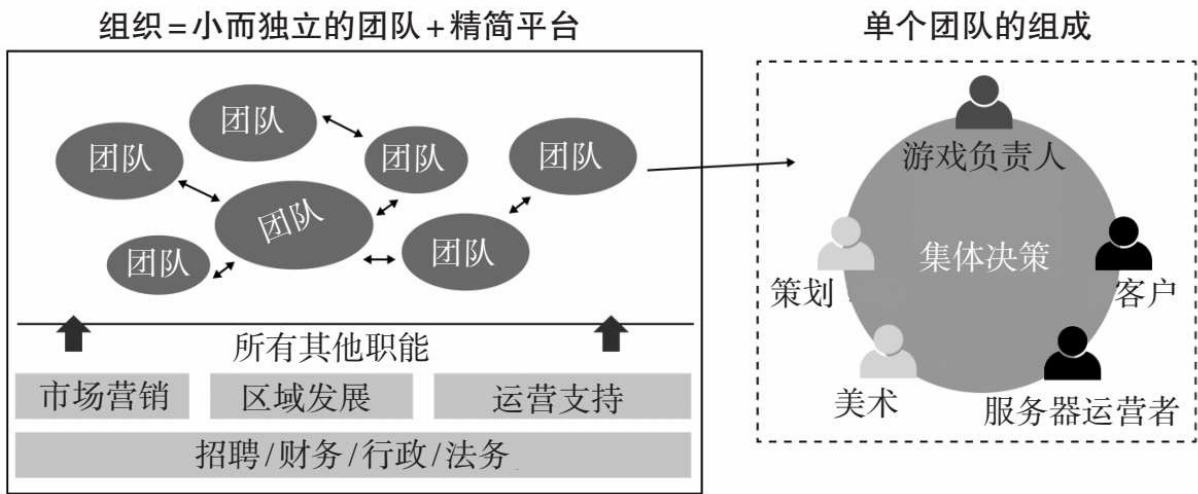 组织=小而独立的团队+精简平台
团队
团队
团队
团队
团队
团队
团队
所有其他职能
市场营销
区域发展
运营支持
招聘/财务/行政/法务
单个团队的组成
游戏负责人
集体决策
策划
客户
美术
服务器运营者